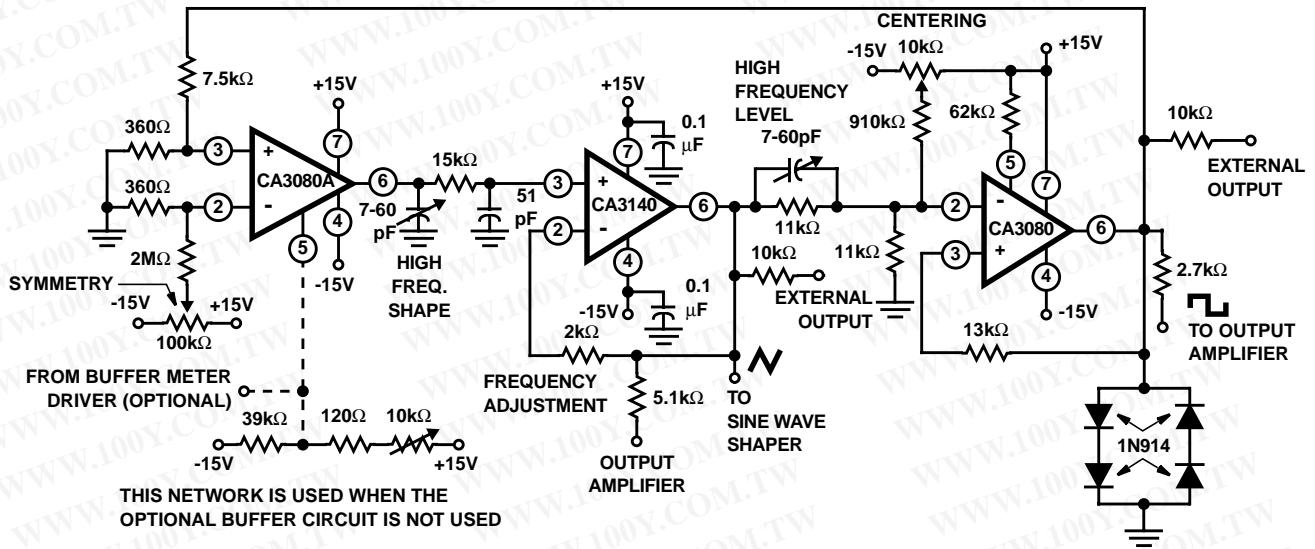 CENTERING
-15V
10kΩ
+15V
7.5kΩ
+15V
360Ω
3
+
7
CA3080A
6
15kΩ
360Ω
2
-
4
5
-15V
7-60
pF
HIGH
FREQ.
SHAPE
51
pF
2MΩ
SYMMETRY
-15V
+15V
100kΩ
FROM BUFFER METER
DRIVER (OPTIONAL)
39kΩ
120Ω
10kΩ
-15V
+15V
THIS NETWORK IS USED WHEN THE
OPTIONAL BUFFER CIRCUIT IS NOT USED
+15V
0.1
μF
7
3
+
CA3140
6
2
-
4
-15V
0.1
μF
2kΩ
FREQUENCY
ADJUSTMENT
5.1kΩ
OUTPUT
AMPLIFIER
TO
SINE WAVE
SHAPER
HIGH
FREQUENCY
LEVEL
7-60pF
11kΩ
10kΩ
EXTERNAL
OUTPUT
11kΩ
910kΩ
62kΩ
5
7
2
-
CA3080
6
3
+
4
-15V
13kΩ
10kΩ
EXTERNAL
OUTPUT
2.7kΩ
TO OUTPUT
AMPLIFIER
1N914
WWW.100Y.COM.TW